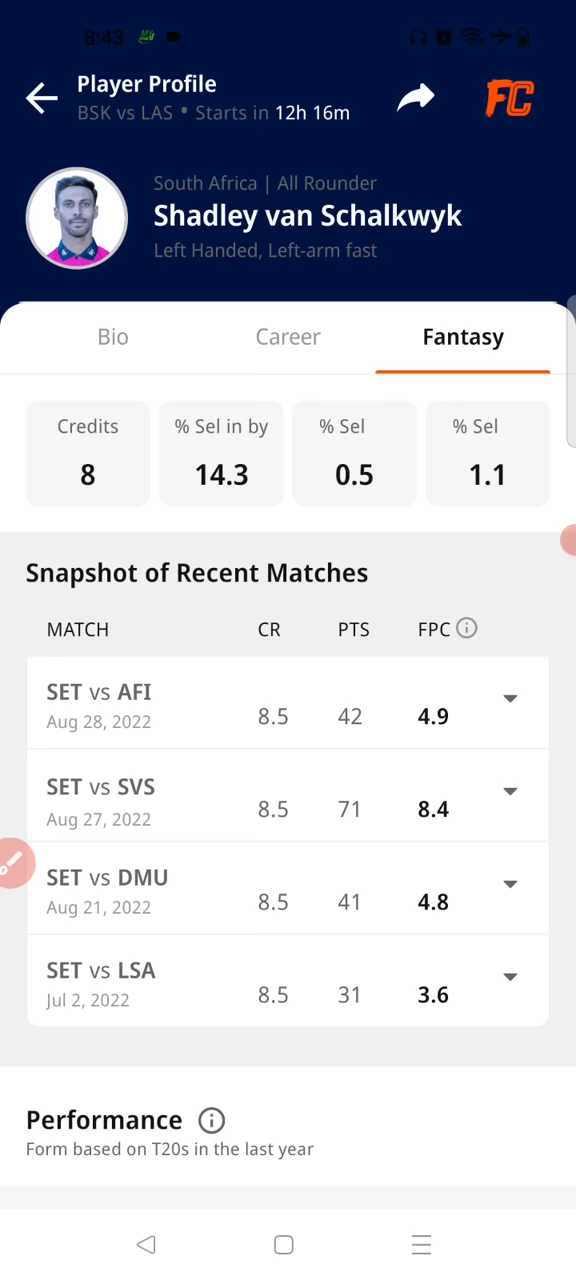 8:43
Player Profile
BSK vs LAS • Starts in 12h 16m
FC
South Africa | All Rounder
Shadley van Schalkwyk
Left Handed, Left-arm fast
Bio Career Fantasy
Credits % Sel in by % Sel % Sel
8 14.3 0.5 1.1
Snapshot of Recent Matches
MATCH CR PTS FPC
SET vs AFI
Aug 28, 2022 8.5 42 4.9
SET vs SVS
Aug 27, 2022 8.5 71 8.4
SET vs DMU
Aug 21, 2022 8.5 41 4.8
SET vs LSA
Jul 2, 2022 8.5 31 3.6
Performance
Form based on T20s in the last year